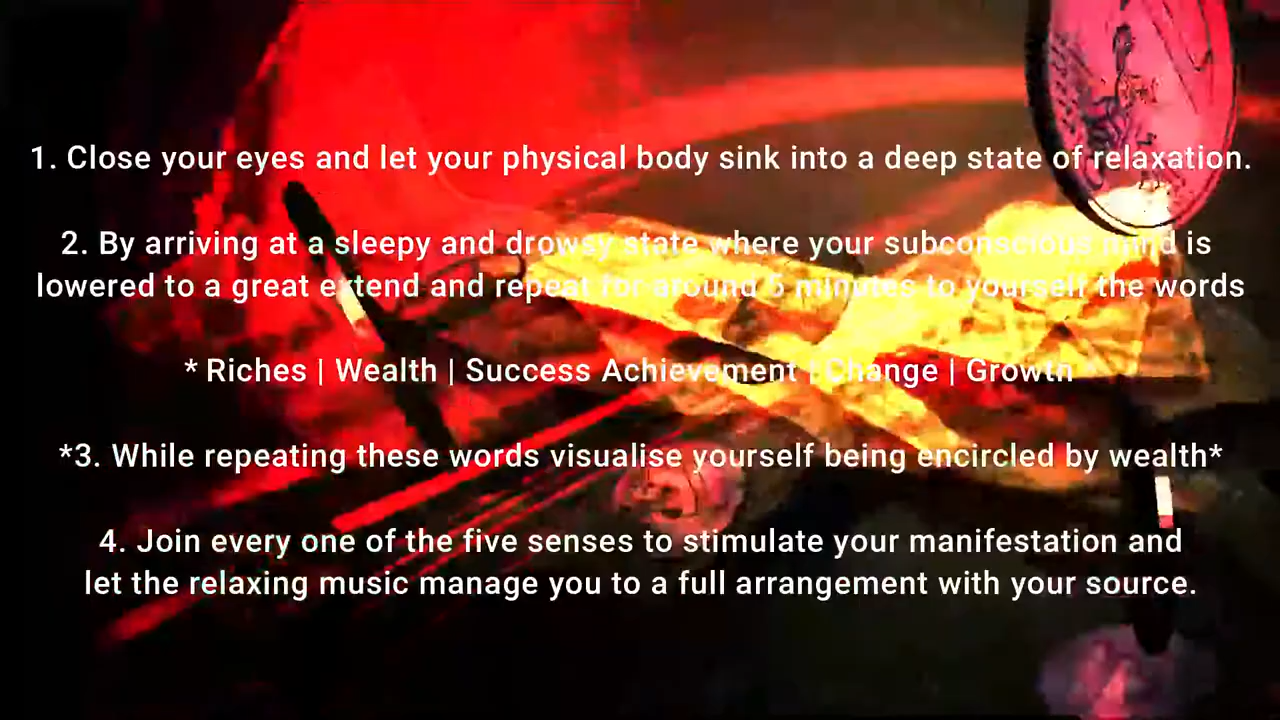 1. Close your eyes and let your physical body sink into a deep state of relaxation.
2. By arriving at a sleepy and drowsy state where your subconscious mind is
lowered to a great extend and repeat for around 5 minutes to yourself the words
* Riches | Wealth | Success Achievement | Change | Growth
*3. While repeating these words visualise yourself being encircled by wealth*
4. Join every one of the five senses to stimulate your manifestation and
let the relaxing music manage you to a full arrangement with your source.